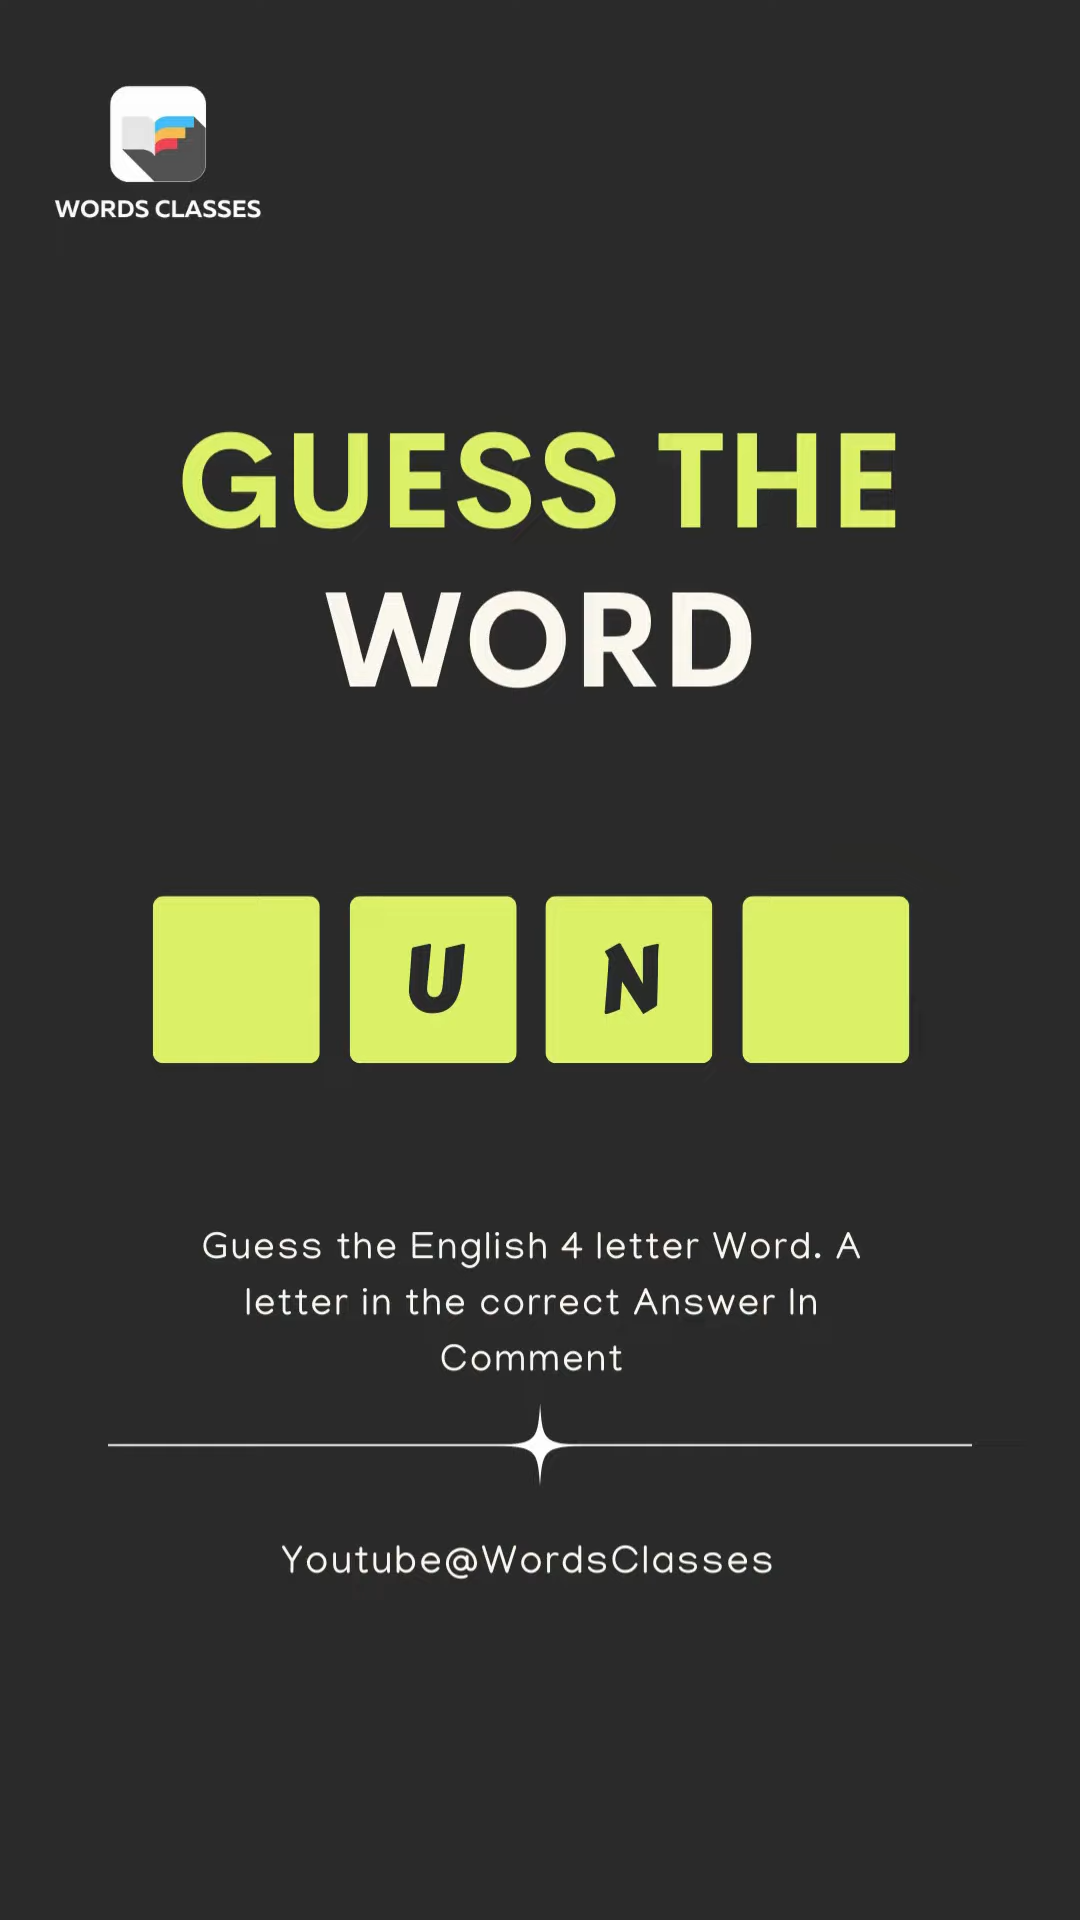 WORDS CLASSES
GUESS THE
WORD
U N
Guess the English 4 letter Word. A
letter in the correct Answer In
Comment
Youtube@WordsClasses